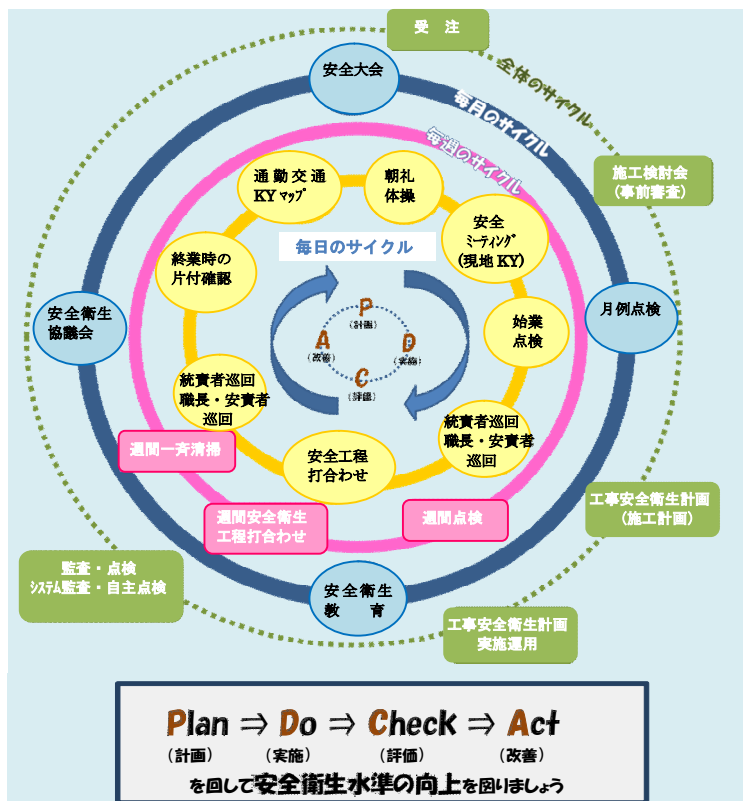 受　注
全体のサイクル
安全大会
毎月のサイクル
毎週のサイクル
施工検討会
(事前審査)
通勤交通
KYﾏｯﾌﾟ
朝礼
体操
安全
ﾐｰﾃｨﾝｸﾞ
(現地KY)
毎日のサイクル
終業時の
片付確認
安全衛生
協議会
月例点検
始業
点検
P
(計画)
A
(改善)
D
(実施)
C
(評価)
統責者巡回
職長・安責者
巡回
統責者巡回
職長・安責者
巡回
週間一斉清掃
安全工程
打合わせ
週間安全衛生
工程打合わせ
週間点検
工事安全衛生計画
(施工計画)
監査・点検
ｼｽﾃﾑ監査・自主点検
安全衛生
教　育
工事安全衛生計画
実施運用
Plan ⇒ Do ⇒ Check ⇒ Act
(計画) (実施) (評価) (改善)
を回して安全衛生水準の向上を図りましょう